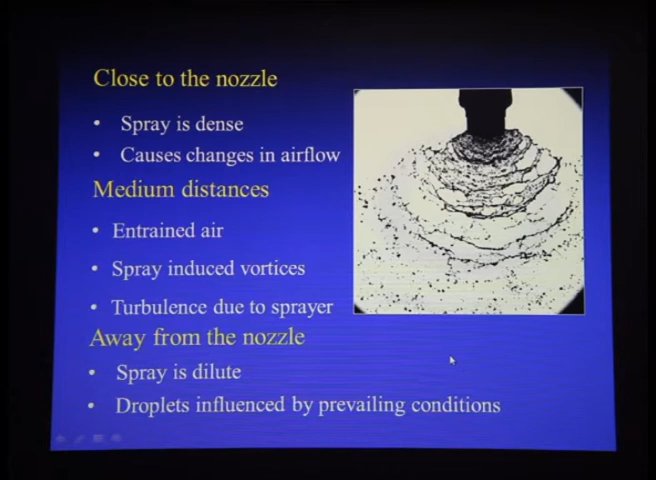 Close to the nozzle
• Spray is dense
• Causes changes in airflow
Medium distances
• Entrained air
• Spray induced vortices
• Turbulence due to sprayer
Away from the nozzle
• Spray is dilute
• Droplets influenced by prevailing conditions